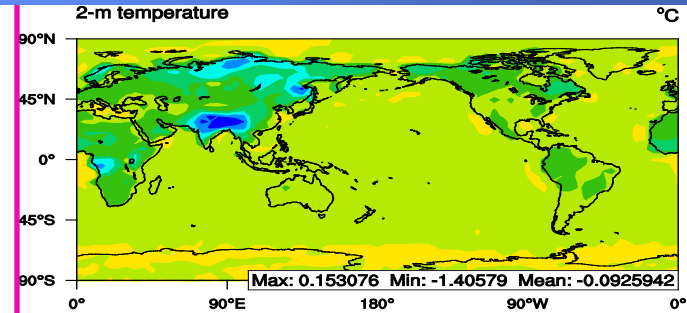 2-m temperature °C
90°N
45°N
0°
45°S
90°S
Max: 0.153076 Min: -1.40579 Mean: -0.0925942
0° 90°E 180° 90°W 0°